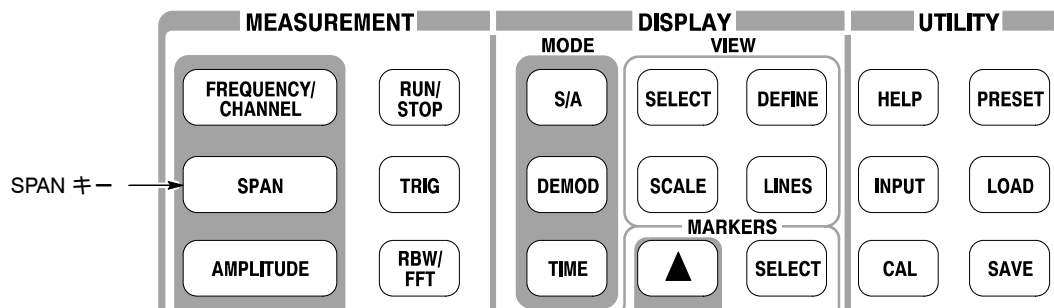 MEASUREMENT
DISPLAY
UTILITY
MODE
VIEW
FREQUENCY/
CHANNEL
RUN/
STOP
S/A
SELECT
DEFINE
HELP
PRESET
SPAN キー
SPAN
TRIG
DEMOD
SCALE
LINES
INPUT
LOAD
MARKERS
AMPLITUDE
RBW/
FFT
TIME
SELECT
CAL
SAVE